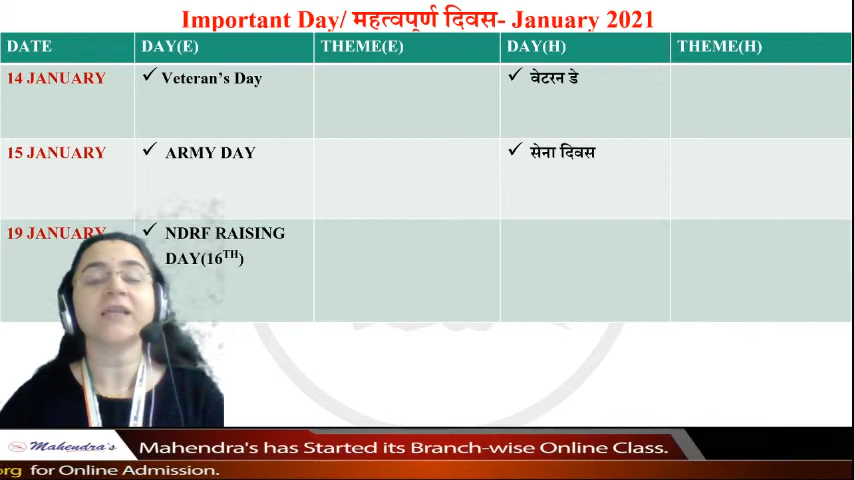 Important Day/ महत्वपूर्ण दिवस- January 2021
DATE DAY(E) THEME(E) DAY(H) THEME(H)
14 JANUARY ✓ Veteran’s Day ✓ वेटरन डे
15 JANUARY ✓ ARMY DAY ✓ सेना दिवस
19 JANUARY ✓ NDRF RAISING
DAY(16TH)
Mahendra's Mahendra's has Started its Branch-wise Online Class.
org for Online Admission.